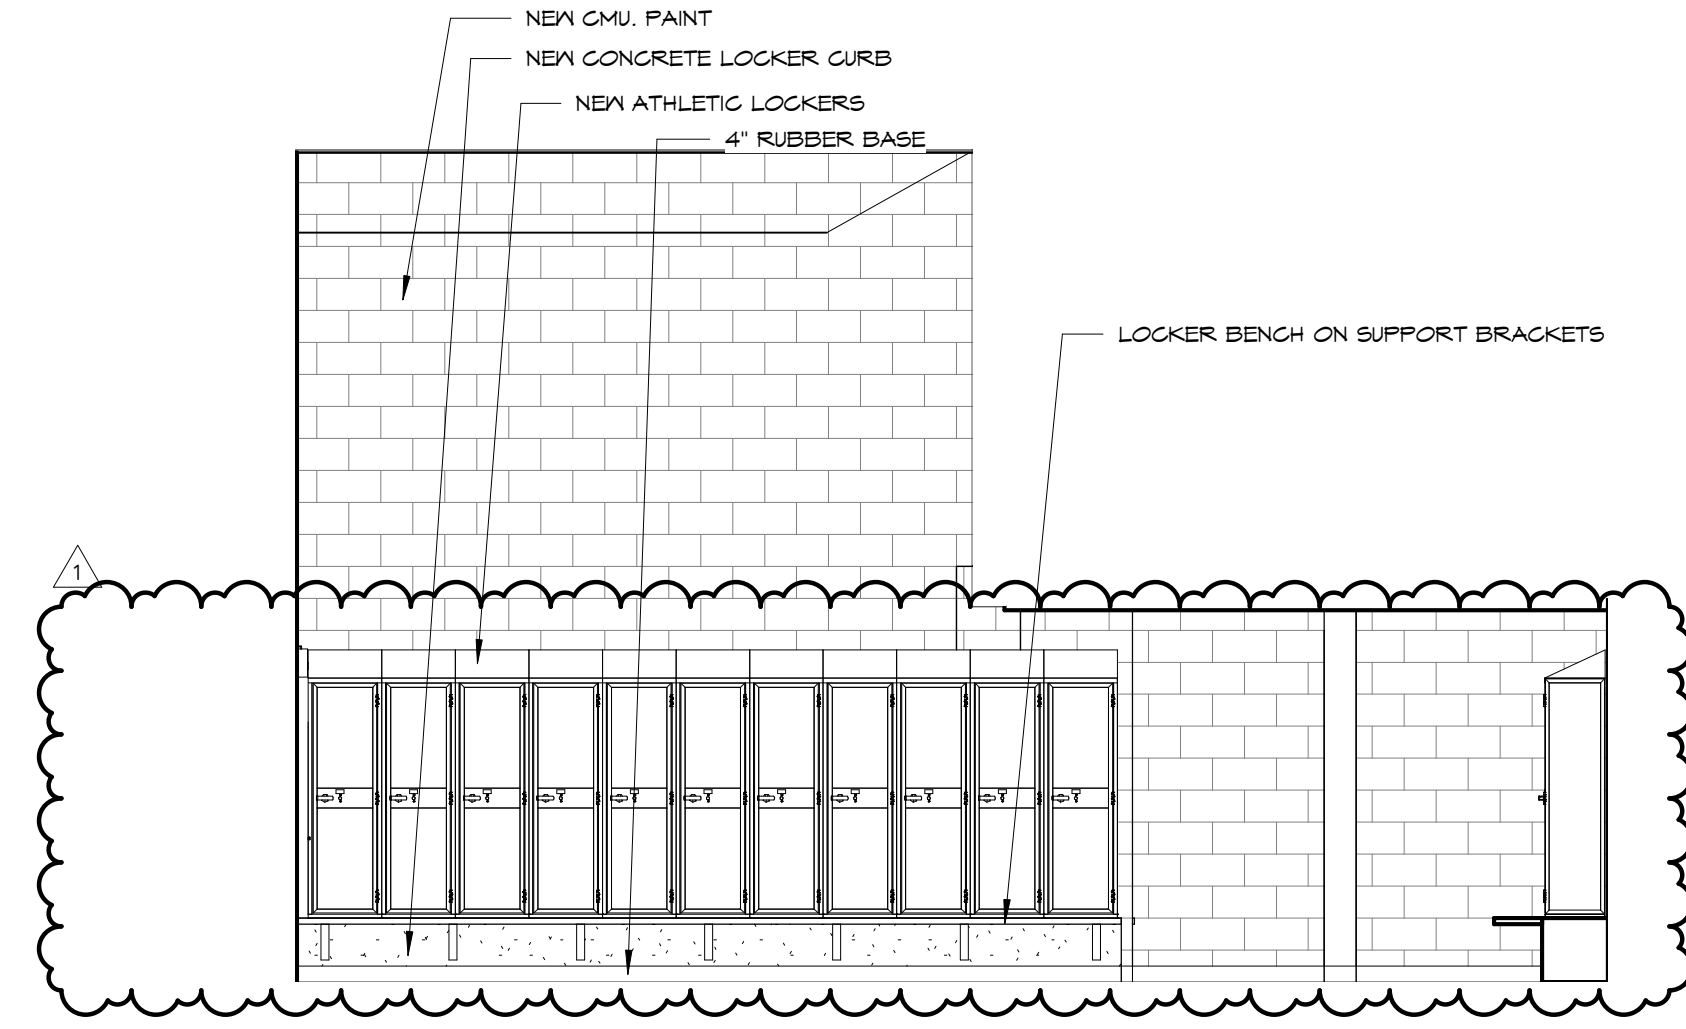 NEW CMU. PAINT
NEW CONCRETE LOCKER CURB
NEW ATHLETIC LOCKERS
4" RUBBER BASE
LOCKER BENCH ON SUPPORT BRACKETS
1